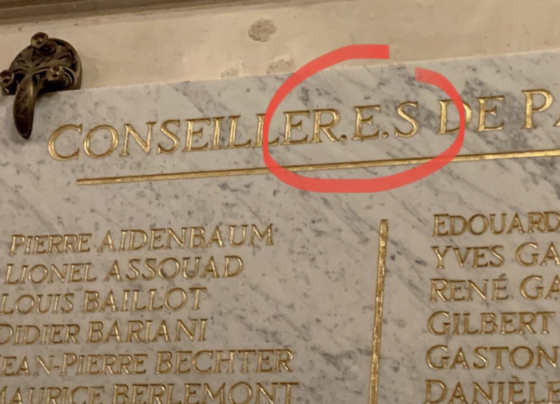 CONSEILLER.E.S DE PA
PIERRE AIDENBAUM
LIONEL ASSOUAD
LOUIS BAILLOT
DIDIER BARIANI
JEAN-PIERRE BECHTER
MAURICE BERLEMONT
EDOUARD
YVES GA
RENÉ GA
GILBERT
GASTON
DANIÈL